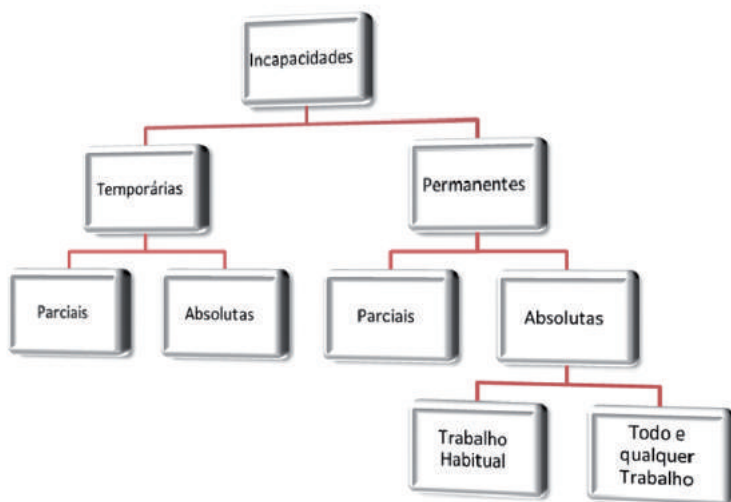 Incapacidades
Temporárias
Permanentes
Parciais
Absolutas
Parciais
Absolutas
Trabalho
Habitual
Todo e
qualquer
Trabalho